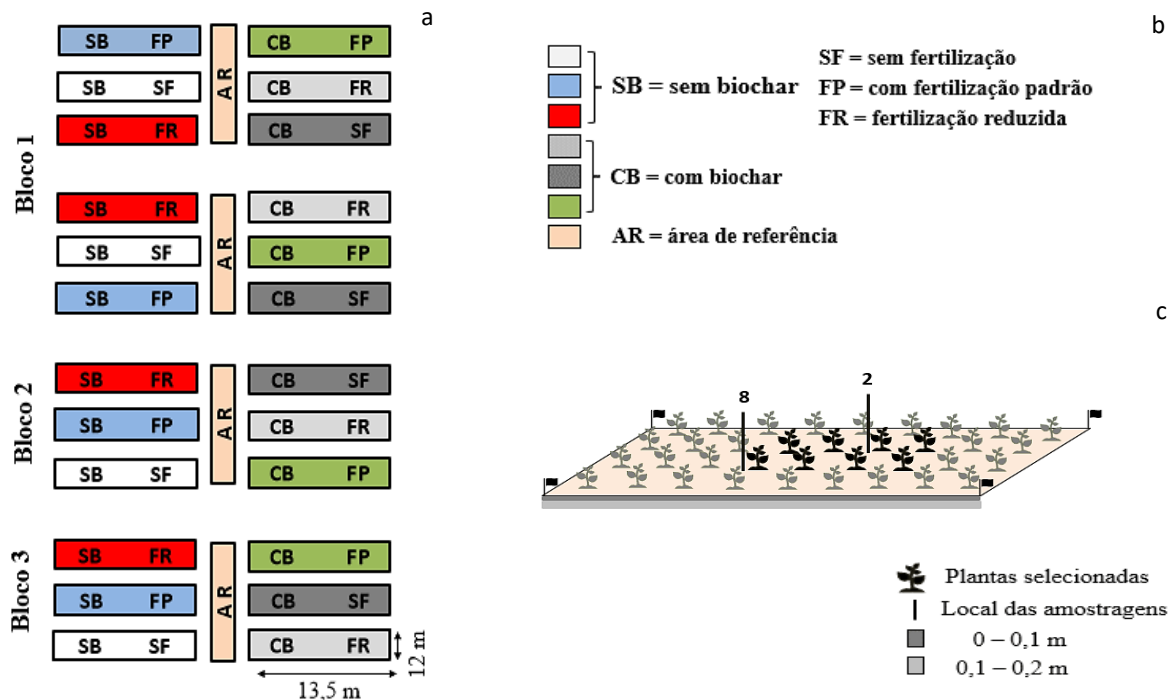 a
SB FP
AR
CB FP
SB SF
CB FR
SB FR
CB SF
Bloco 1
SB FR
AR
CB FR
SB SF
CB FP
SB FP
CB SF
Bloco 2
SB FR
AR
CB SF
SB FP
CB FR
SB SF
CB FP
Bloco 3
SB FR
AR
CB FP
SB FP
CB SF
SB SF
CB FR
12 m
13,5 m
b
SB = sem biochar
SF = sem fertilização
FP = com fertilização padrão
FR = fertilização reduzida
CB = com biochar
AR = área de referência
c
8
2
Plantas selecionadas
Local das amostragens
0 – 0,1 m
0,1 – 0,2 m